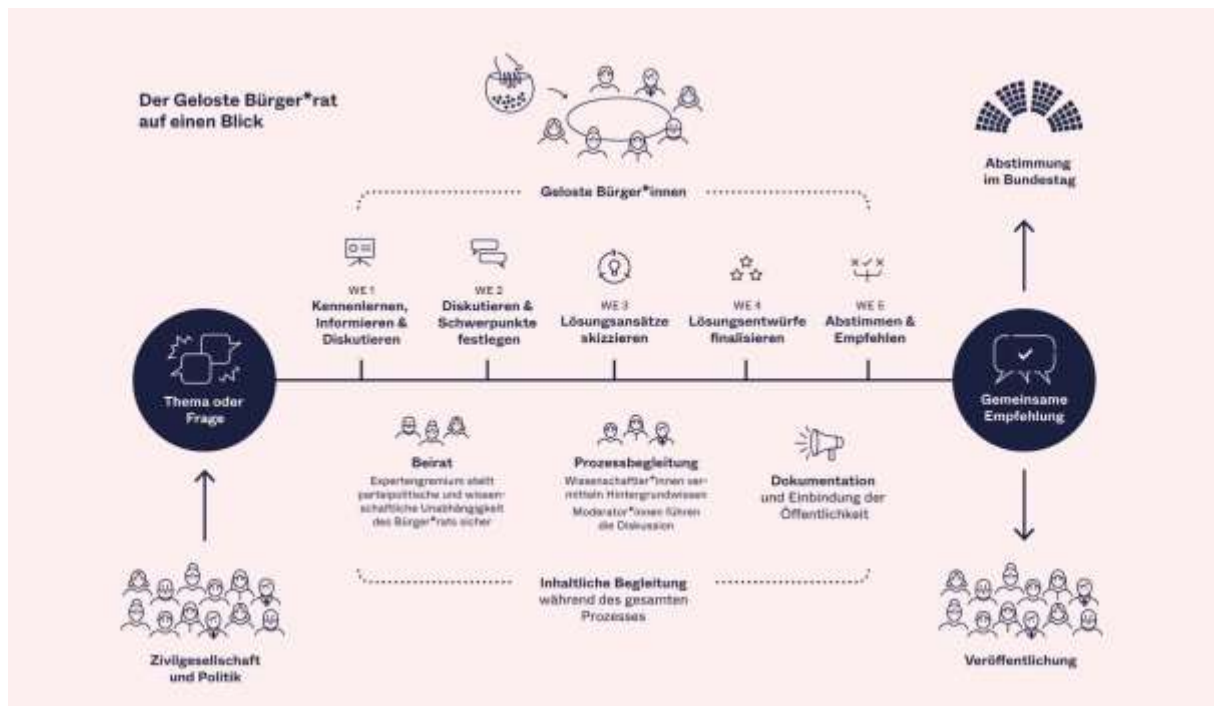 Der Geloste Bürger*rat
auf einen Blick
Geloste Bürger*innen
Abstimmung
im Bundestag
WE 1
Kennenlernen,
Informieren &
Diskutieren
WE 2
Diskutieren &
Schwerpunkte
festlegen
WE 3
Lösungsansätze
skizzieren
WE 4
Lösungsentwürfe
finalisieren
WE 5
Abstimmen &
Empfehlen
Thema oder
Frage
Gemeinsame
Empfehlung
Beirat
Expertengremium stellt
parteipolitische und wissen-
schaftliche Unabhängigkeit
des Bürger*rats sicher
Prozessbegleitung
Wissenschaftler*innen ver-
mitteln Hintergrundwissen
Moderator*innen führen
die Diskussion
Dokumentation
und Einbindung der
Öffentlichkeit
Inhaltliche Begleitung
während des gesamten
Prozesses
Zivilgesellschaft
und Politik
Veröffentlichung